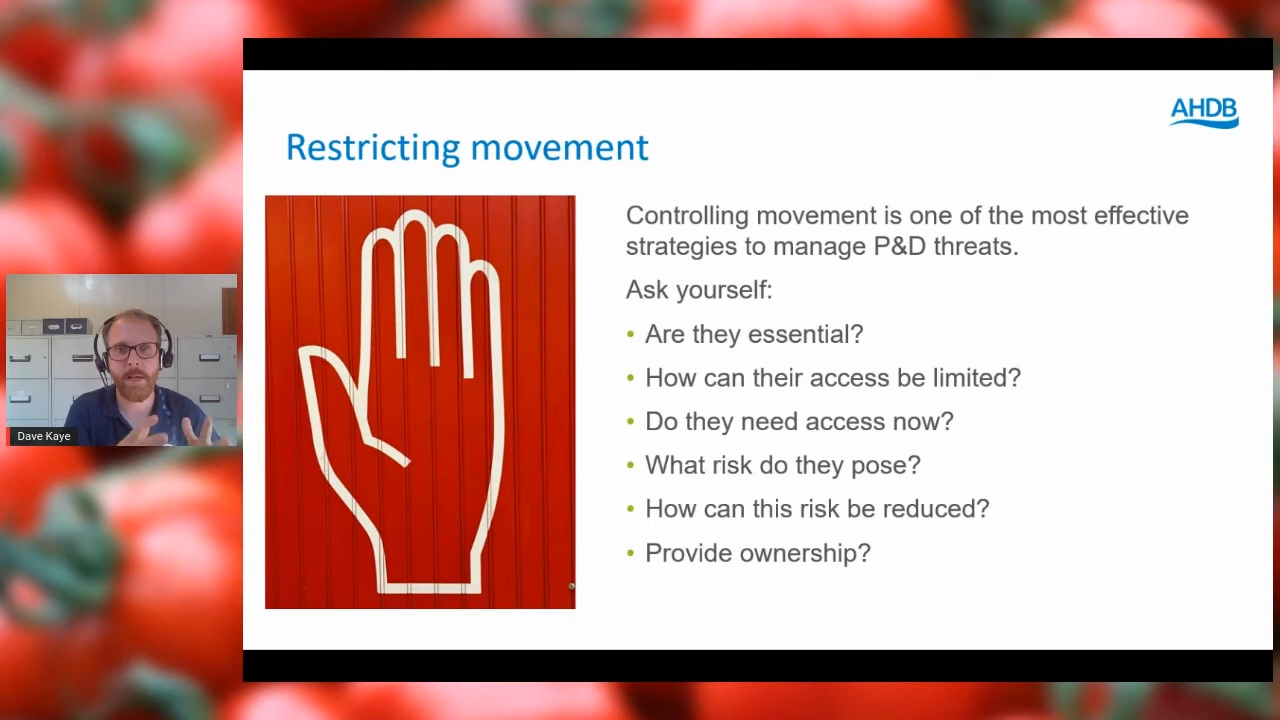 AHDB
Restricting movement
Controlling movement is one of the most effective
strategies to manage P&D threats.
Ask yourself:
• Are they essential?
• How can their access be limited?
• Do they need access now?
• What risk do they pose?
• How can this risk be reduced?
• Provide ownership?
Dave Kaye